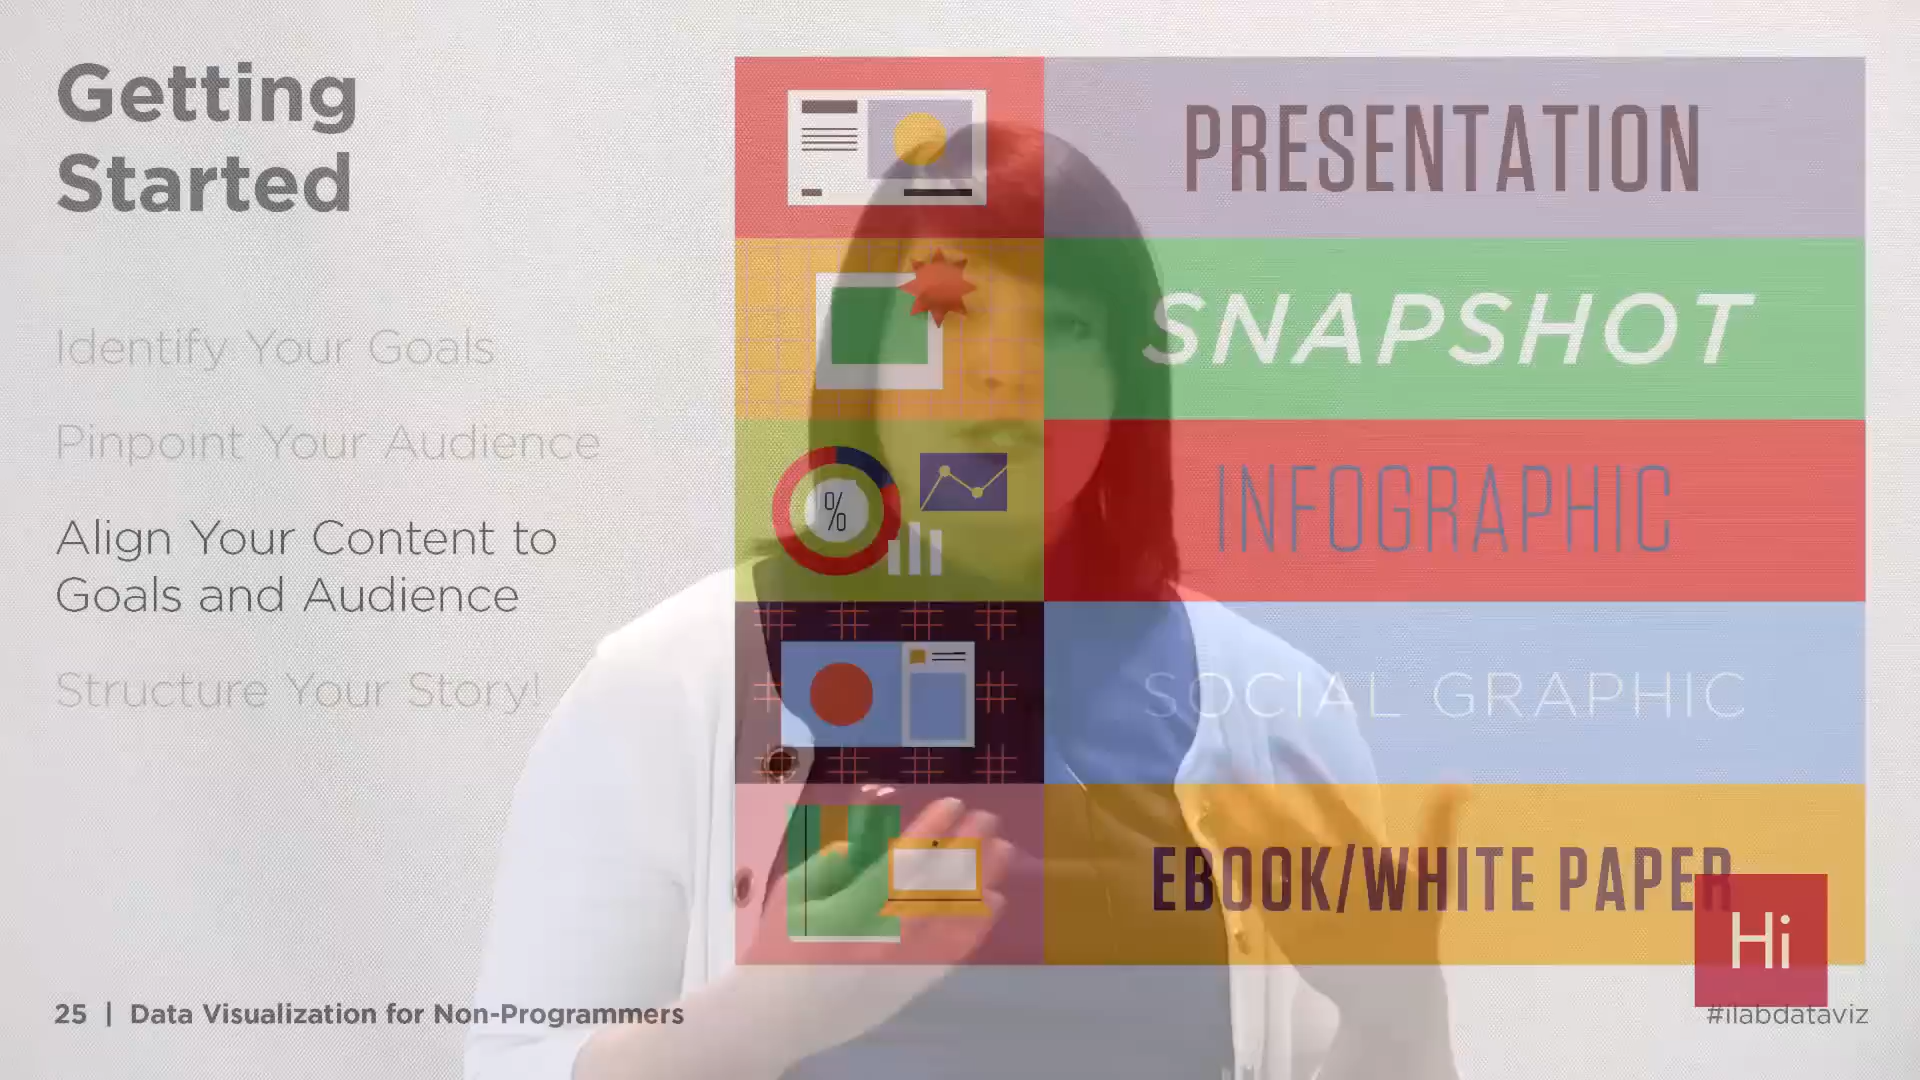 Getting
Started
Identify Your Goals
Pinpoint Your Audience
Align Your Content to
Goals and Audience
Structure Your Story!
PRESENTATION
SNAPSHOT
%
INFOGRAPHIC
SOCIAL GRAPHIC
EBOOK/WHITE PAPER
Hi
25 | Data Visualization for Non-Programmers
#ilabdataviz